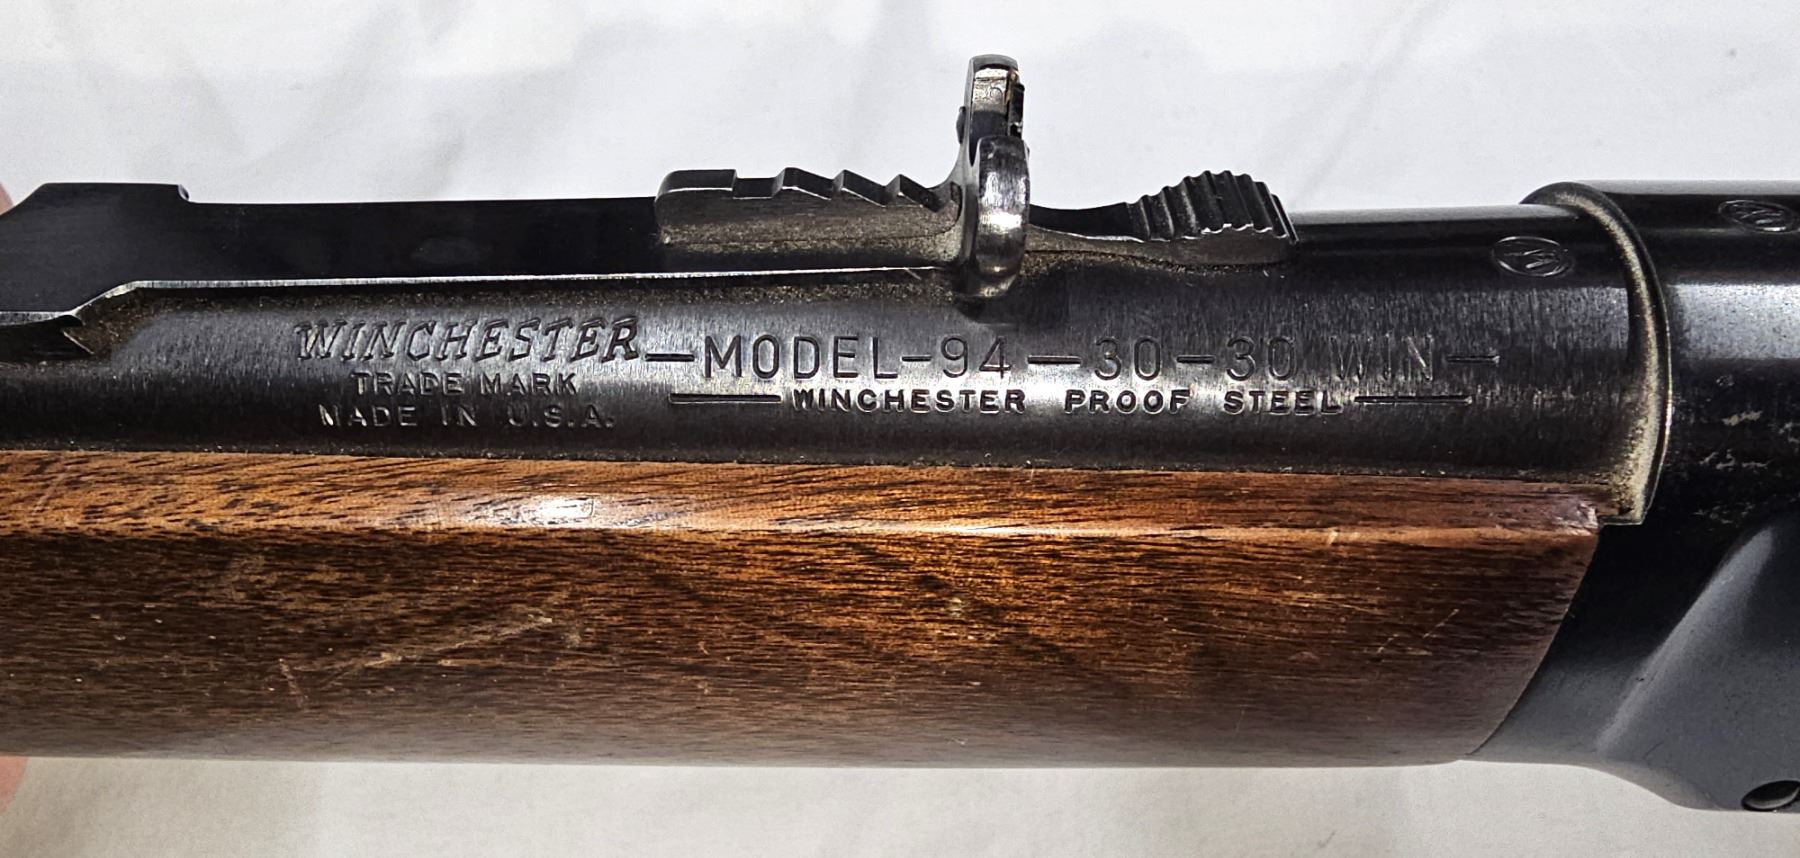 WINCHESTER—MODEL-94—30-30 WIN—
TRADE MARK
MADE IN U.S.A.
—WINCHESTER PROOF STEEL—